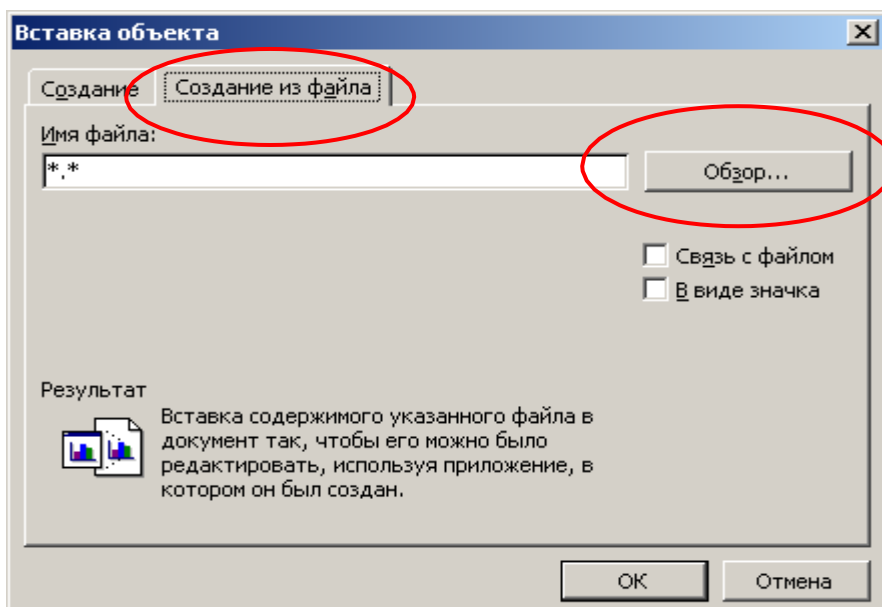 Вставка объекта
Создание
Создание из файла
Имя файла:
*.*
Обзор...
Связь с файлом
В виде значка
Результат
Вставка содержимого указанного файла в
документ так, чтобы его можно было
редактировать, используя приложение, в
котором он был создан.
ОК
Отмена